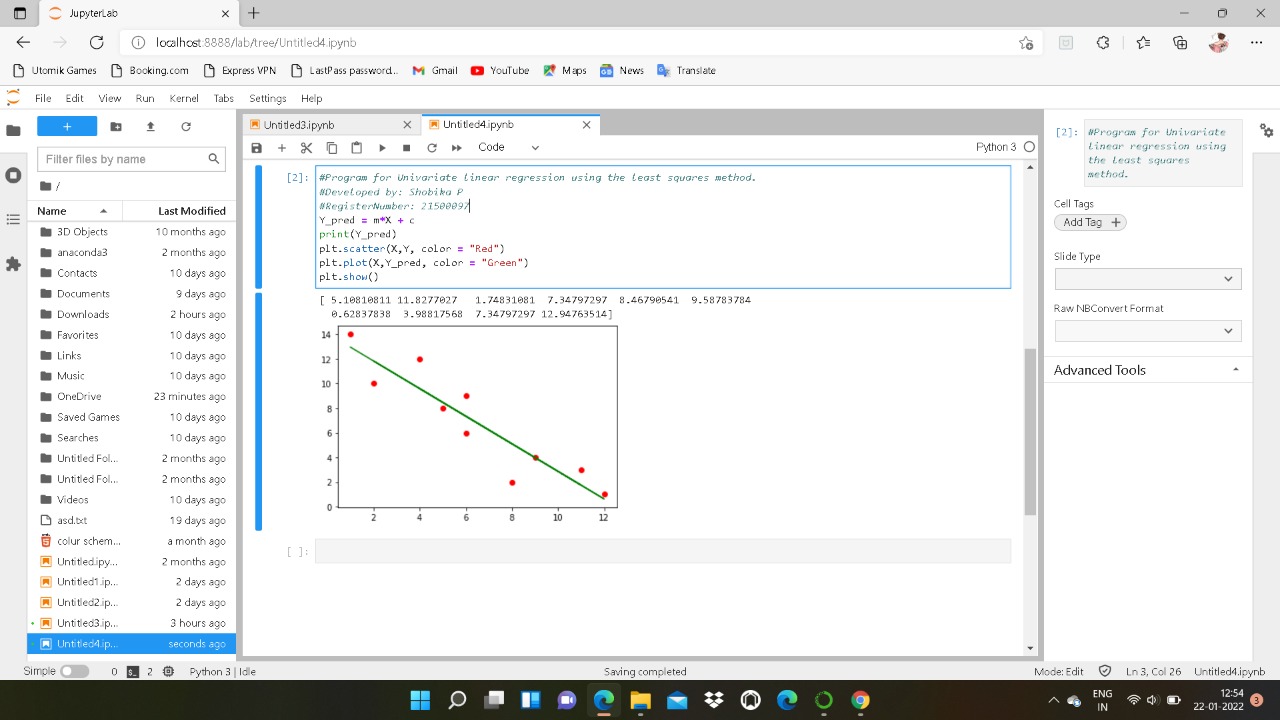 JupyterLab
localhost:8888/lab/tree/Untitled4.ipynb
Utomik Games Booking.com Express VPN LastPass password... Gmail YouTube Maps News Translate
File Edit View Run Kernel Tabs Settings Help
Untitled3.ipynb Untitled4.ipynb
Code Python 3
Filter files by name
/
Name Last Modified
3D Objects 10 months ago
anaconda3 2 months ago
Contacts 10 days ago
Documents 9 days ago
Downloads 2 hours ago
Favorites 10 days ago
Links 10 days ago
Music 10 days ago
OneDrive 23 minutes ago
Saved Games 10 days ago
Searches 10 days ago
Untitled Fol... 2 months ago
Untitled Fol... 2 months ago
Videos 10 days ago
asd.txt 19 days ago
colur schem... a month ago
Untitled.ipy... 2 months ago
Untitled1.ip... 2 days ago
Untitled2.ip... 2 days ago
Untitled3.ip... 3 hours ago
Untitled4.ip... seconds ago
[2]: #Program for Univariate linear regression using the least squares method.
#Developed by: Shobika P
#RegisterNumber: 21500097
Y_pred = m*X + c
print(Y_pred)
plt.scatter(X,Y, color = "Red")
plt.plot(X,Y_pred, color = "Green")
plt.show()
[ 5.10810811 11.8277027 1.74831081 7.34797297 8.46790541 9.58783784
0.62837838 3.98817568 7.34797297 12.94763514]
14
12
10
8
6
4
2
0
2 4 6 8 10 12
[ ]:
[2]: #Program for Univariate
linear regression using
the least squares
method.
Cell Tags
Add Tag +
Slide Type
Raw NBConvert Format
Advanced Tools
Simple 0 2 Python 3 | Idle Saving completed Mode: Edit Ln 3, Col 26 Untitled4.ipynb
ENG
IN
12:54
22-01-2022
3